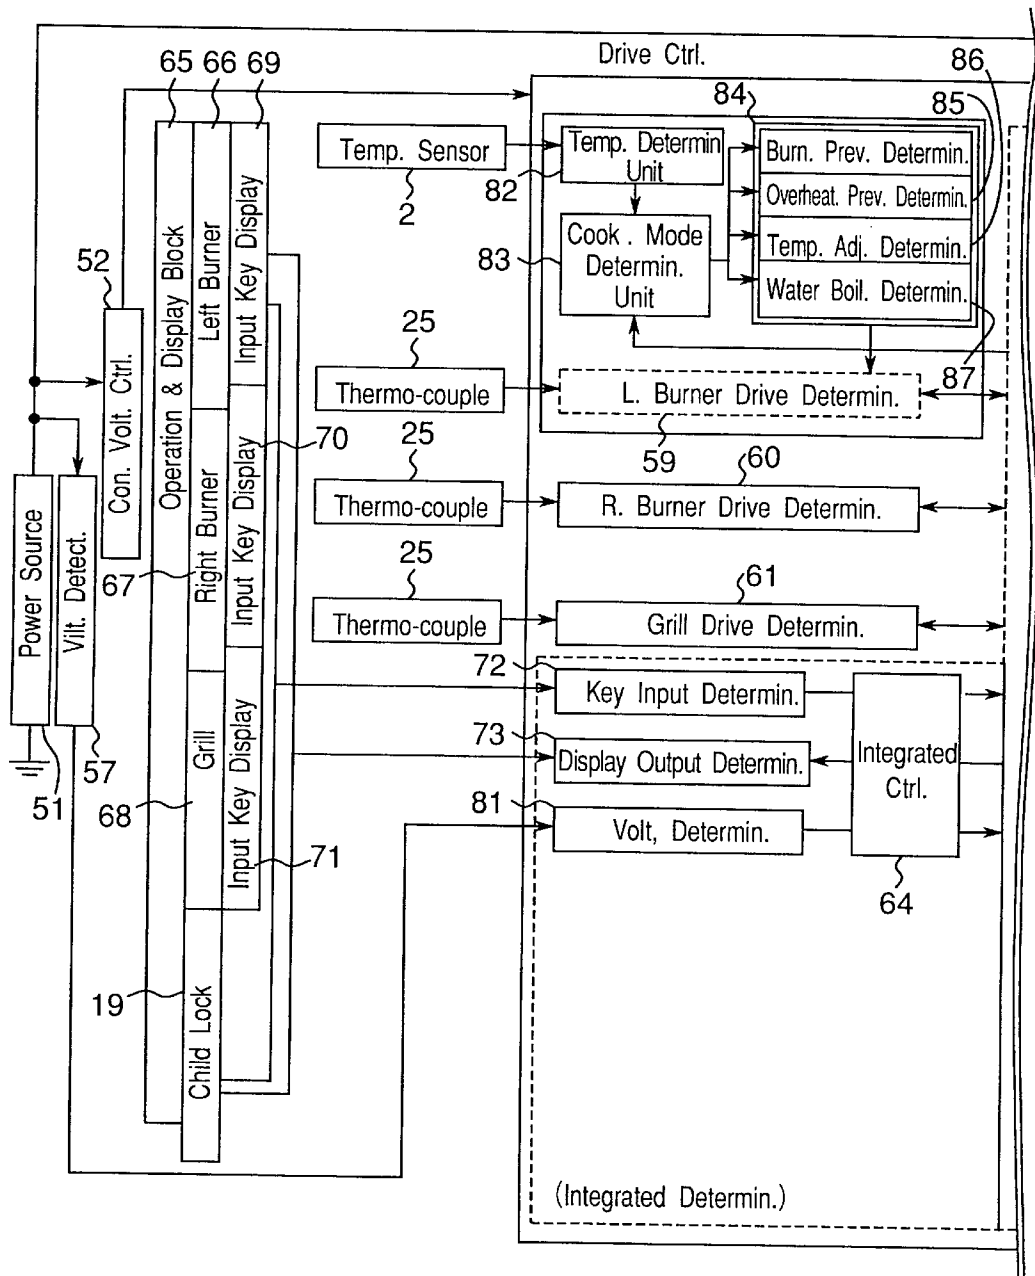 Drive Ctrl.
65
66
69
86
85
84
83
Temp. Sensor
2
82
Temp. Determin
Unit
Burn. Prev. Determin.
Overheat. Prev. Determin.
Temp. Adj. Determin.
Water Boil. Determin.
83
Cook . Mode
Determin.
Unit
87
52
Con. Volt. Ctrl.
Operation & Display Block
Left Burner
Input Key Display
25
Thermo-couple
L. Burner Drive Determin.
59
70
25
Thermo-couple
60
R. Burner Drive Determin.
Right Burner
Input Key Display
67
25
Thermo-couple
61
Grill Drive Determin.
Power Source
Vilt. Detect.
51
57
Grill
68
Input Key Display
71
72
Key Input Determin.
73
Display Output Determin.
81
Volt, Determin.
Integrated
Ctrl.
64
19
Child Lock
(Integrated Determin.)